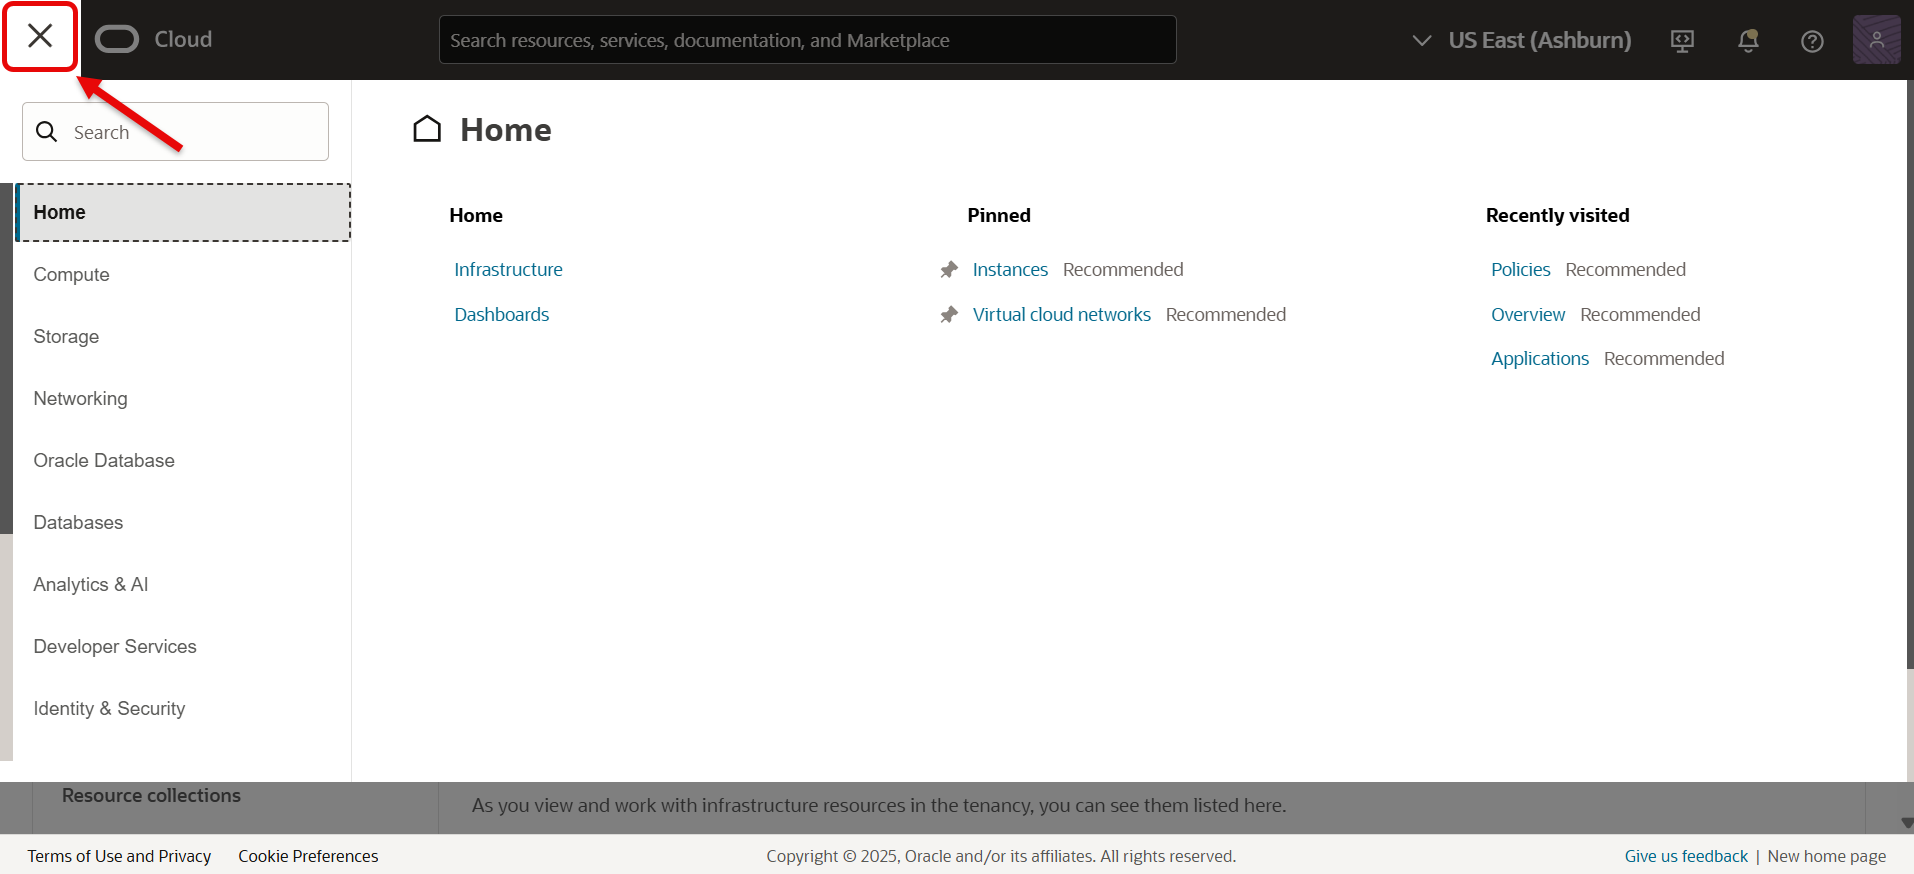 Cloud
Search resources, services, documentation, and Marketplace
US East (Ashburn)
Search
Home
Compute
Storage
Networking
Oracle Database
Databases
Analytics & AI
Developer Services
Identity & Security
Home
Home
Infrastructure
Dashboards
Pinned
Instances Recommended
Virtual cloud networks Recommended
Recently visited
Policies Recommended
Overview Recommended
Applications Recommended
Resource collections
As you view and work with infrastructure resources in the tenancy, you can see them listed here.
Terms of Use and Privacy Cookie Preferences
Copyright © 2025, Oracle and/or its affiliates. All rights reserved.
Give us feedback | New home page